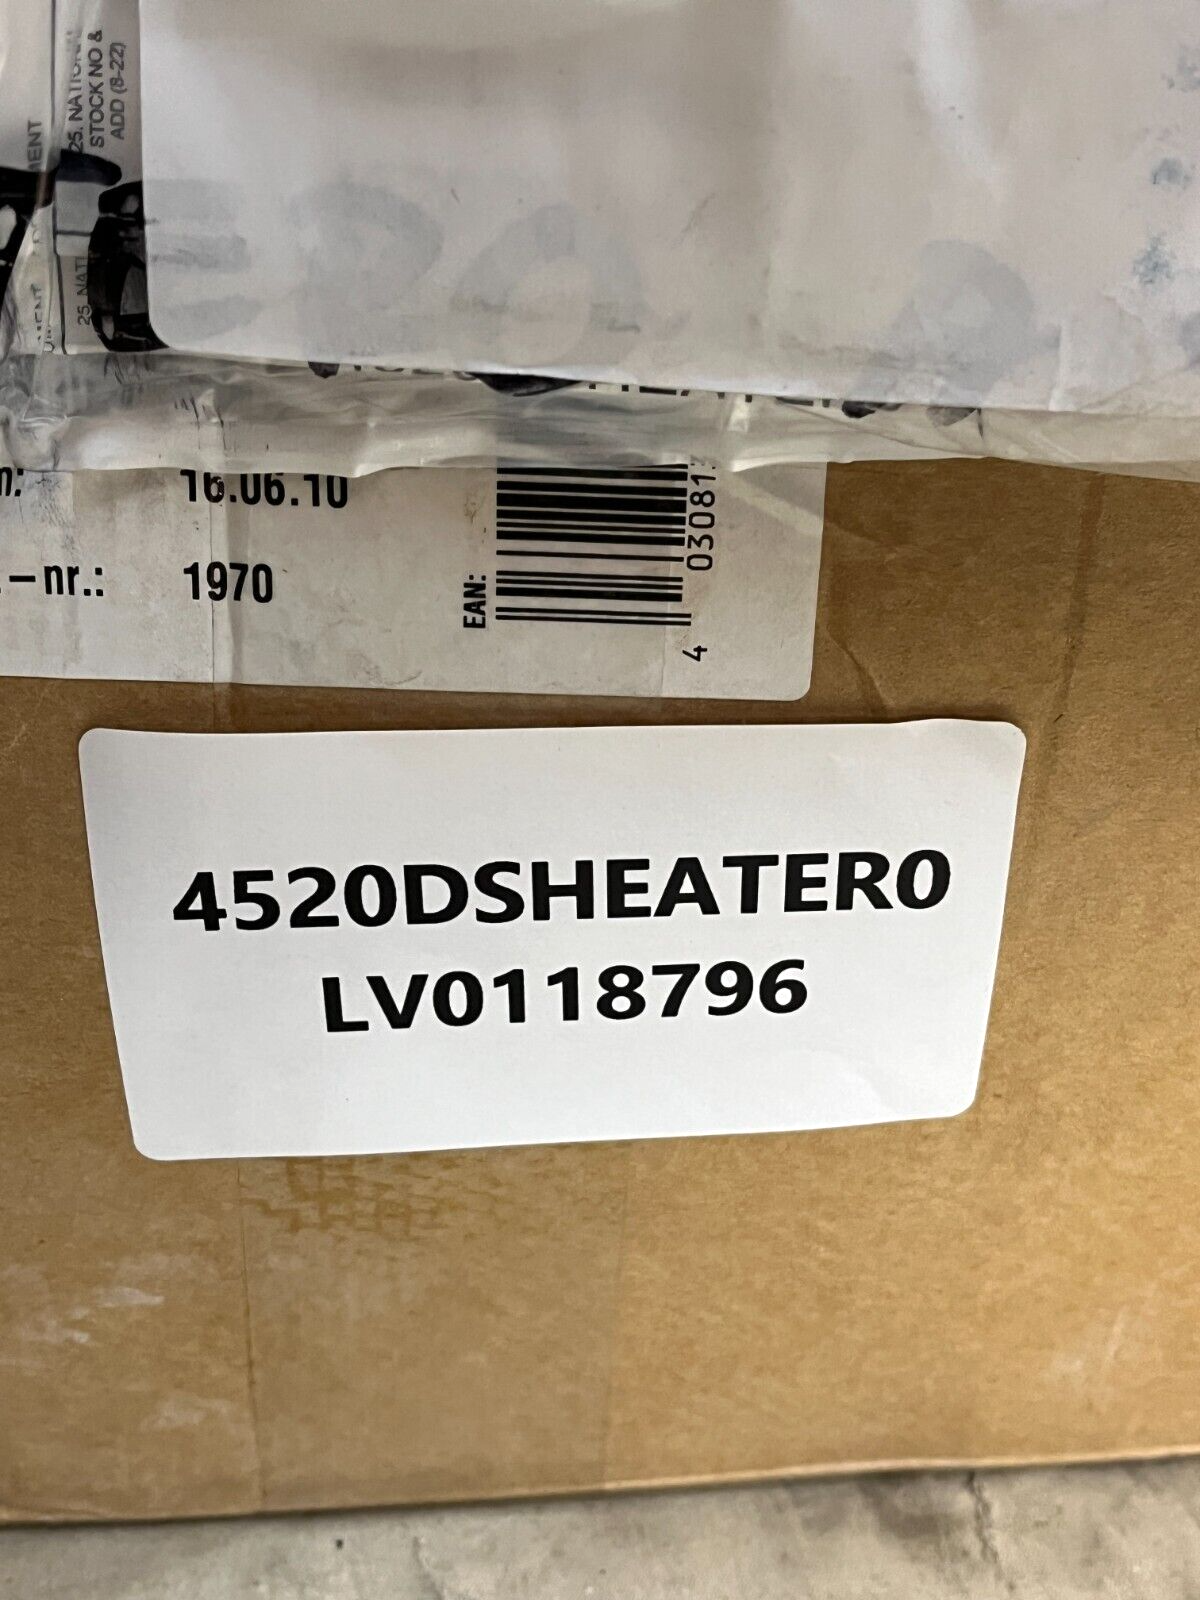 25. NATIONAL
STOCK NO &
ADD (8-22)
25. NATI
16.06.10
-nr.: 1970
EAN:
4 03081
4520DSHEATER0
LV0118796